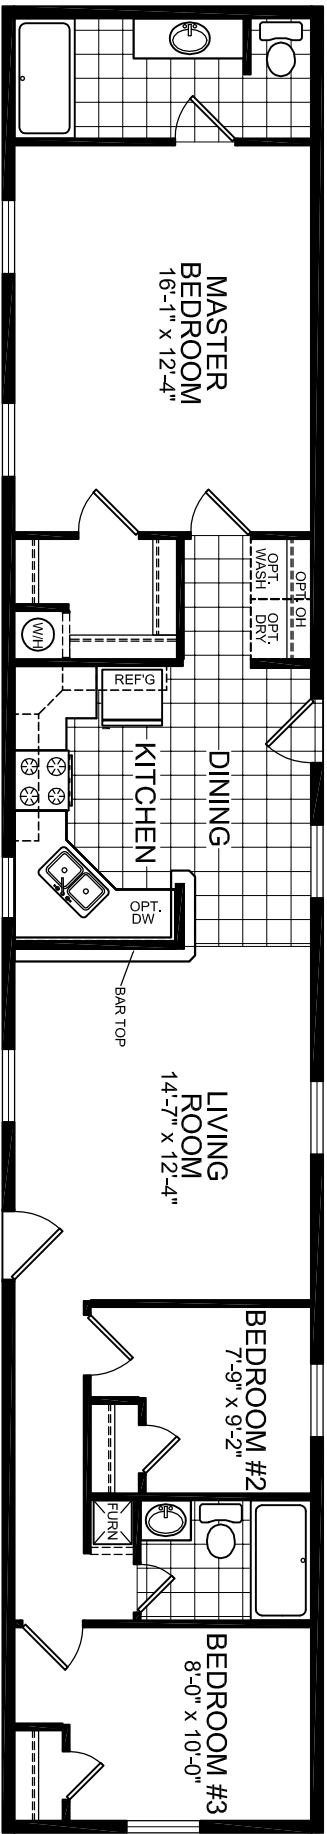 MASTER
BEDROOM
16'-1" x 12'-4"
OPT. OH
OPT.
WASH
OPT.
DRY
W/H
REF'G
DINING
KITCHEN
OPT.
DW
BAR TOP
LIVING
ROOM
14'-7" x 12'-4"
BEDROOM #2
7'-9" x 9'-2"
FURN
BEDROOM #3
8'-0" x 10'-0"